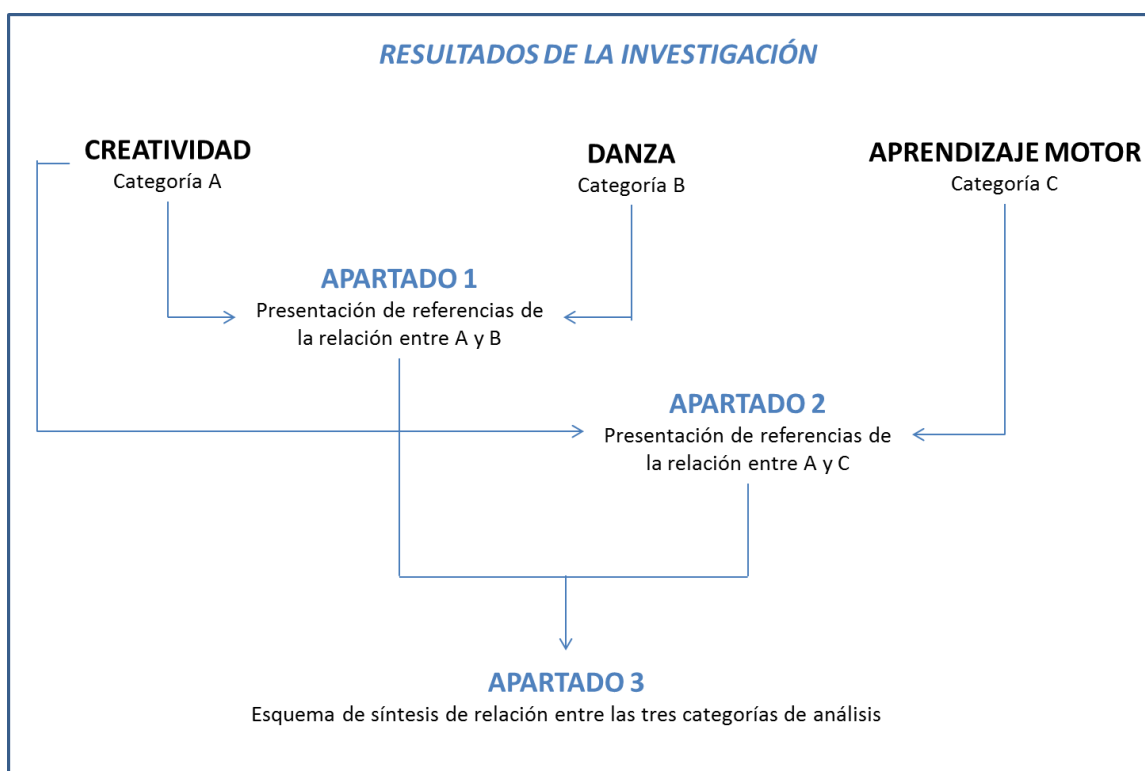 RESULTADOS DE LA INVESTIGACIÓN
CREATIVIDAD
Categoría A
DANZA
Categoría B
APRENDIZAJE MOTOR
Categoría C
APARTADO 1
Presentación de referencias de
la relación entre A y B
APARTADO 2
Presentación de referencias de
la relación entre A y C
APARTADO 3
Esquema de síntesis de relación entre las tres categorías de análisis